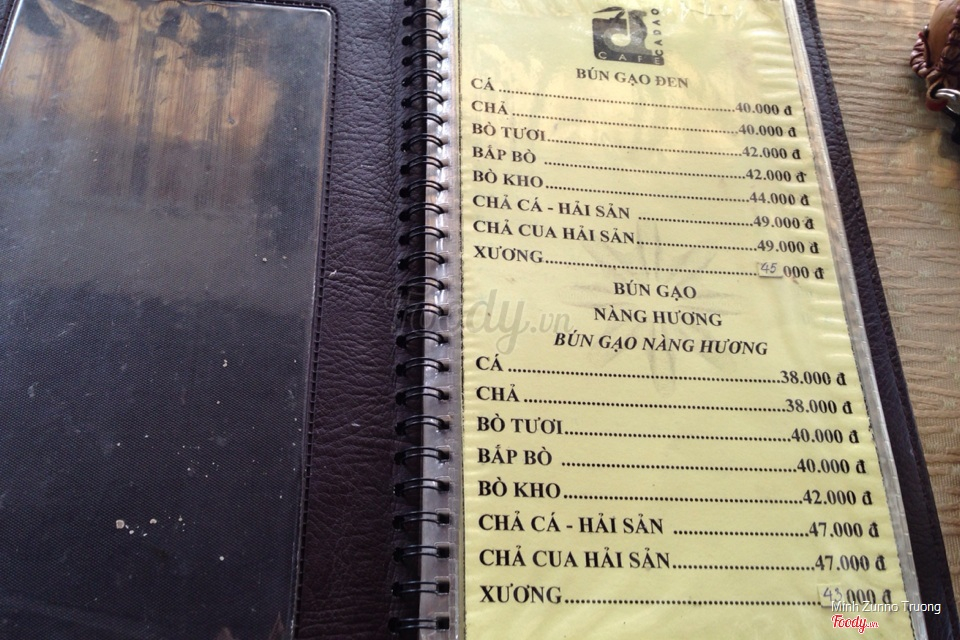 CAFE CADAO
BÚN GẠO ĐEN
CÁ 40.000 đ
CHẢ 40.000 đ
BÒ TƯƠI 42.000 đ
BẮP BÒ 42.000 đ
BÒ KHO 44.000 đ
CHẢ CÁ - HẢI SẢN 49.000 đ
CHẢ CUA HẢI SẢN 49.000 đ
XƯƠNG 45 000 đ
BÚN GẠO
NÀNG HƯƠNG
BÚN GẠO NÀNG HƯƠNG
CÁ 38.000 đ
CHẢ 38.000 đ
BÒ TƯƠI 40.000 đ
BẮP BÒ 40.000 đ
BÒ KHO 42.000 đ
CHẢ CÁ - HẢI SẢN 47.000 đ
CHẢ CUA HẢI SẢN 47.000 đ
XƯƠNG 43 000 đ
Foody.vn
Minh Zunno Truong
Foody.vn